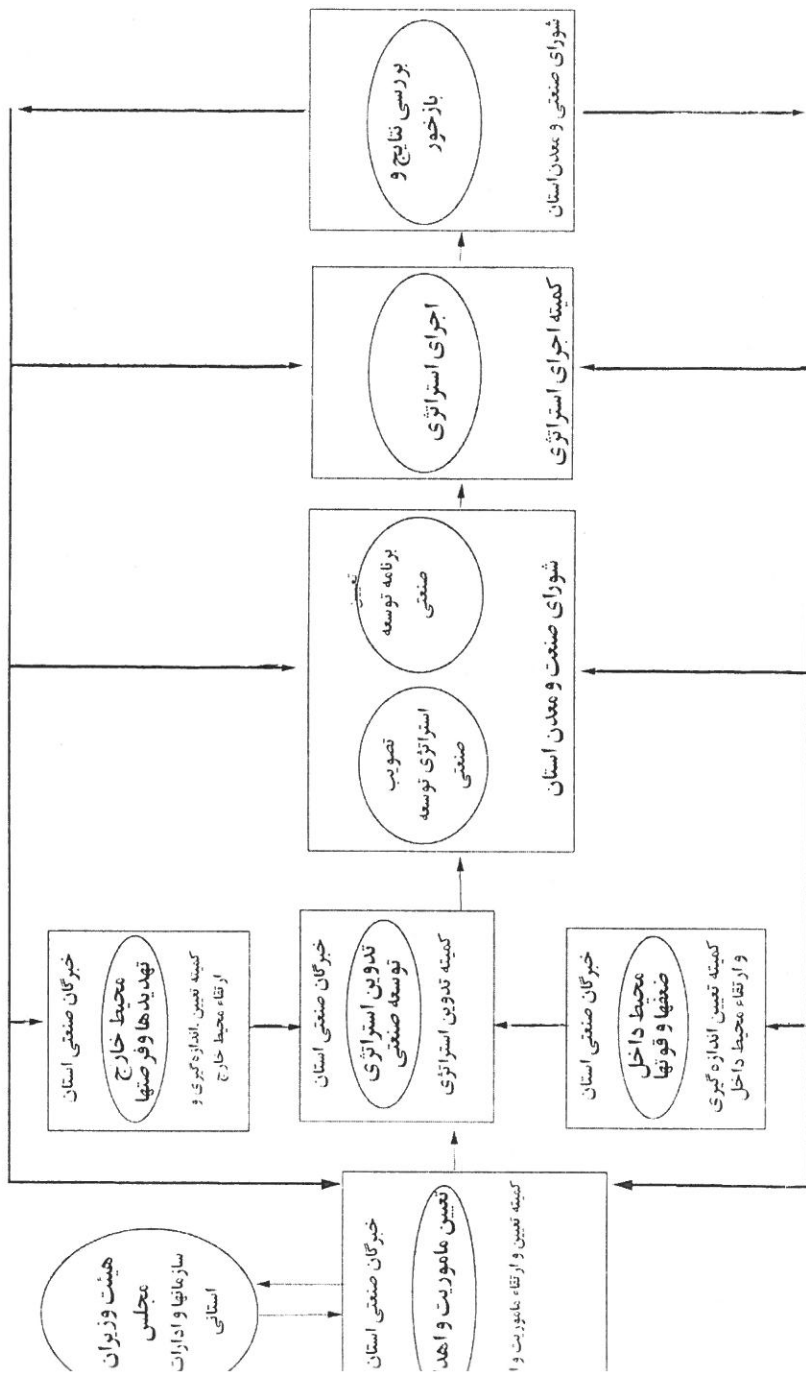 هیئت وزیران
مجلس
سازمانها و ادارات
استانی
خبرگان صنعتی استان
تعیین ماموریت و اهد
کمیته تعیین و ارتقاء ماموریت و ا
خبرگان صنعتی استان
محیط خارج
تهدیدها و فرصتها
کمیته تعیین .اندازه گیری و
ارتقاء محیط خارج
خبرگان صنعتی استان
تدوین استراتژی
توسعه صنعتی
کمیته تدوین استراتژی
خبرگان صنعتی استان
محیط داخل
ضعفها و قوتها
کمیته تعیین اندازه گیری
و ارتقاء محیط داخل
تصویب
استراتژی توسعه
صنعتی
تعیین
برنامه توسعه
صنعتی
شورای صنعت و معدن استان
اجرای استراتژی
کمیته اجرای استراتژی
بررسی نتایج و
بازخور
شورای صنعتی و معدن استان